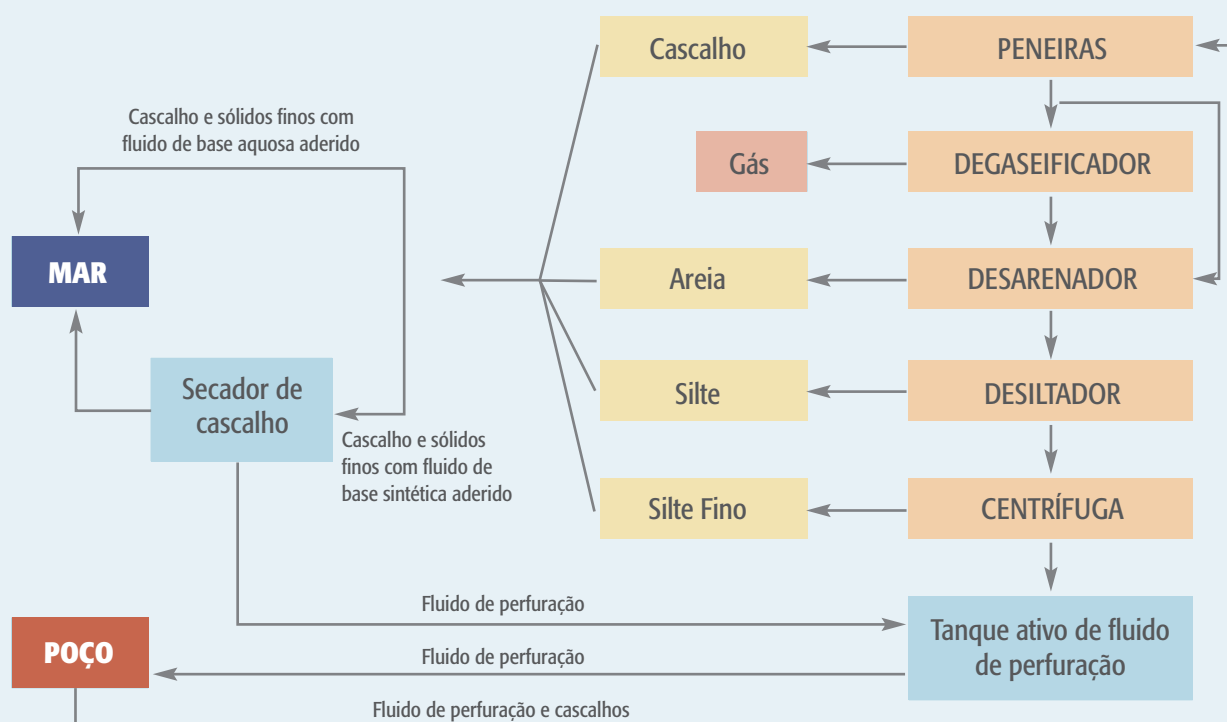 Cascalho
PENEIRAS
Cascalho e sólidos finos com
fluido de base aquosa aderido
Gás
DEGASEIFICADOR
MAR
Areia
DESARENADOR
Secador de
cascalho
Silte
DESILTADOR
Cascalho e sólidos
finos com fluido de
base sintética aderido
Silte Fino
CENTRÍFUGA
Fluido de perfuração
Tanque ativo de fluido
de perfuração
POÇO
Fluido de perfuração
Fluido de perfuração e cascalhos